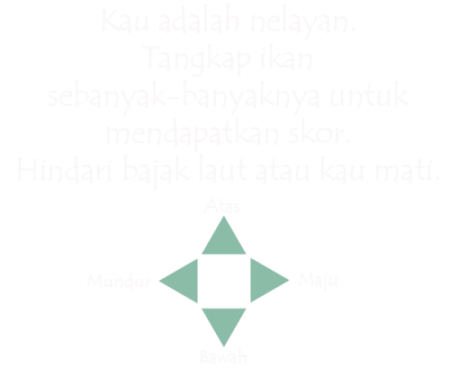 Kau adalah nelayan.
Tangkap ikan
sebanyak-banyaknya untuk
mendapatkan skor.
Hindari bajak laut atau kau mati.
Atas
Mundur
Maju
Bawah